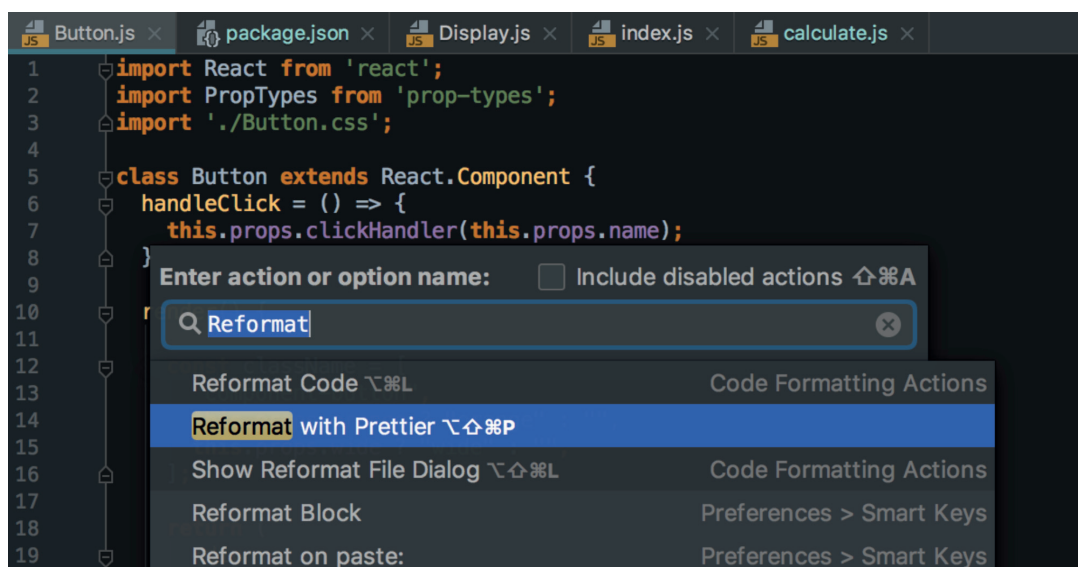 Button.js × package.json × Display.js × index.js × calculate.js ×
1 import React from 'react';
2 import PropTypes from 'prop-types';
3 import './Button.css';
4
5 class Button extends React.Component {
6 handleClick = () => {
7 this.props.clickHandler(this.props.name);
8 }
9
10
11
12
13
14
15
16
17
18
19
Enter action or option name: Include disabled actions ⇧⌘A
Reformat
Reformat Code ⌥⌘L Code Formatting Actions
Reformat with Prettier ⌥⇧⌘P
Show Reformat File Dialog ⌥⇧⌘L Code Formatting Actions
Reformat Block Preferences > Smart Keys
Reformat on paste: Preferences > Smart Keys